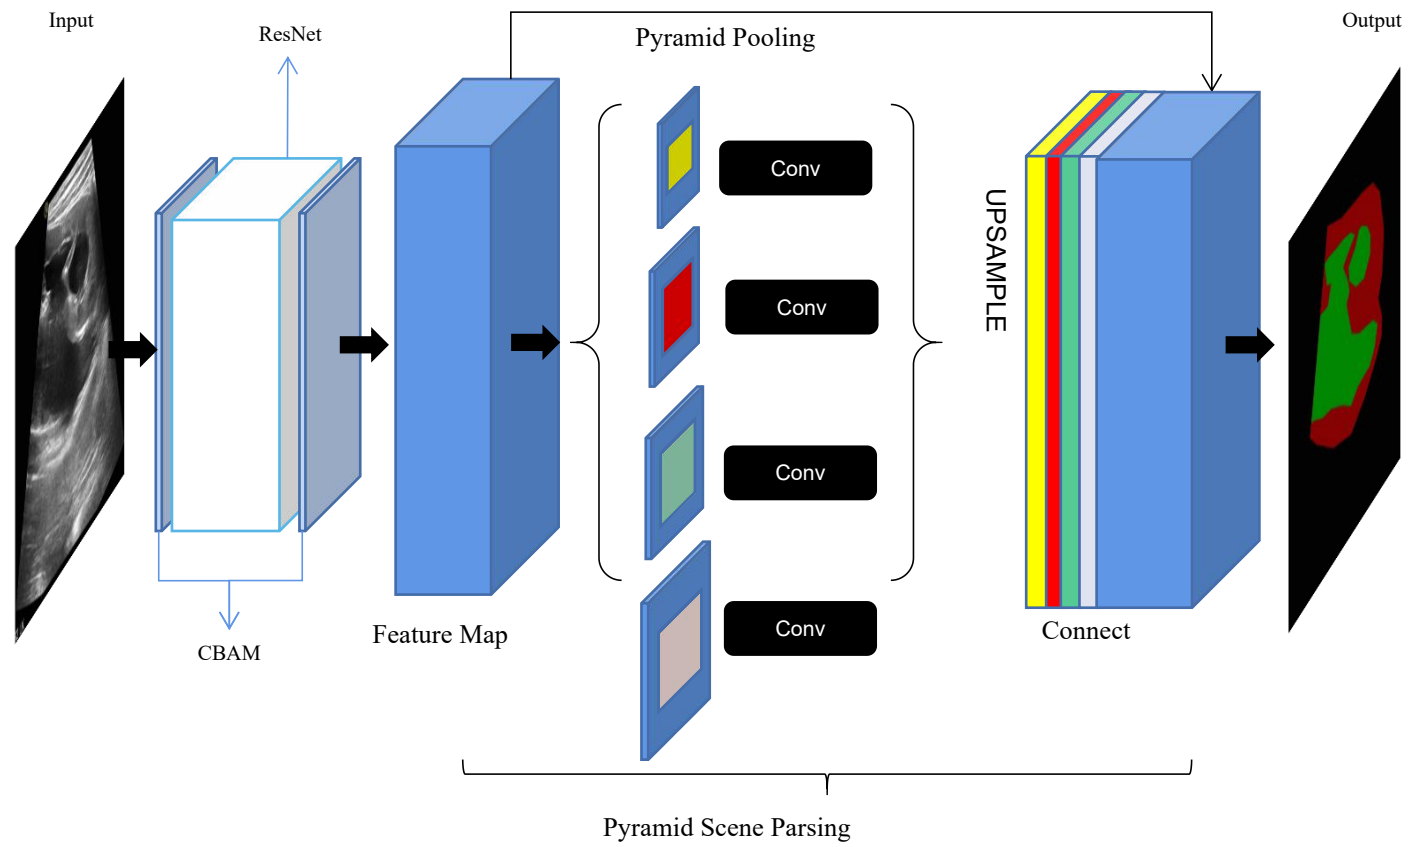 Input
ResNet
Pyramid Pooling
Output
Conv
Conv
Conv
Conv
UPSAMPLE
CBAM
Feature Map
Connect
Pyramid Scene Parsing